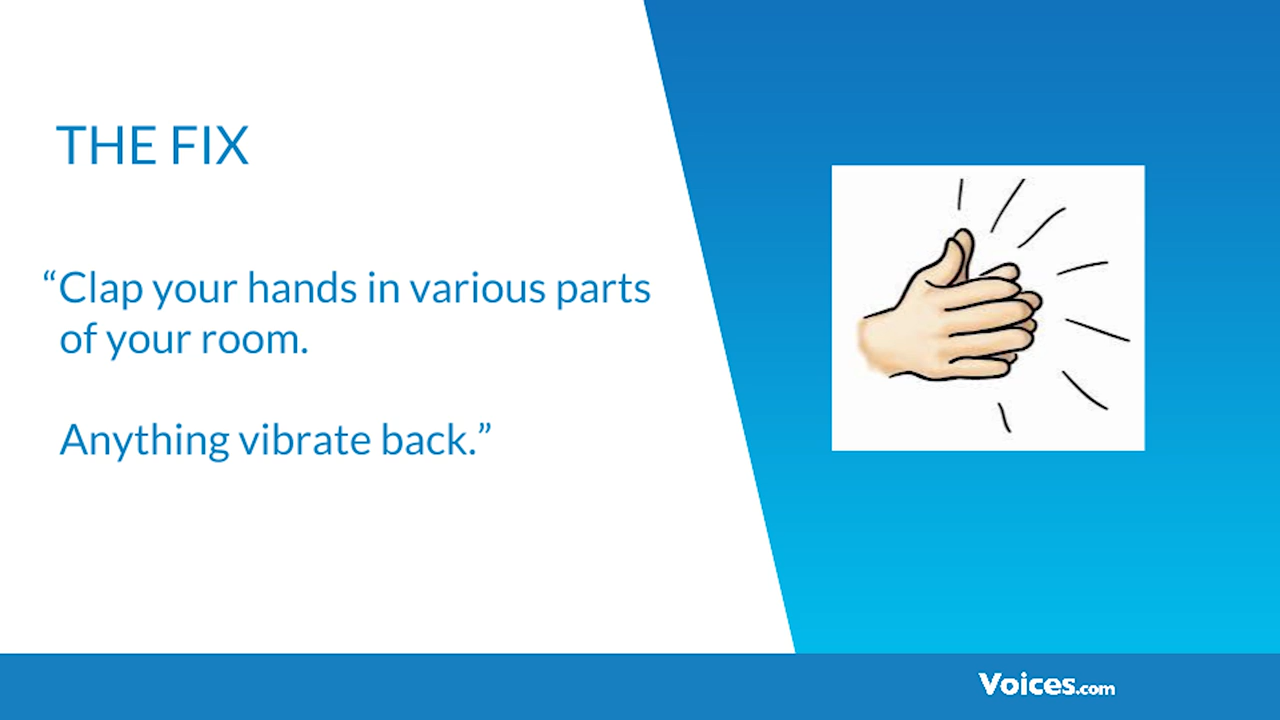 THE FIX
“Clap your hands in various parts
of your room.
Anything vibrate back.”
Voices.com